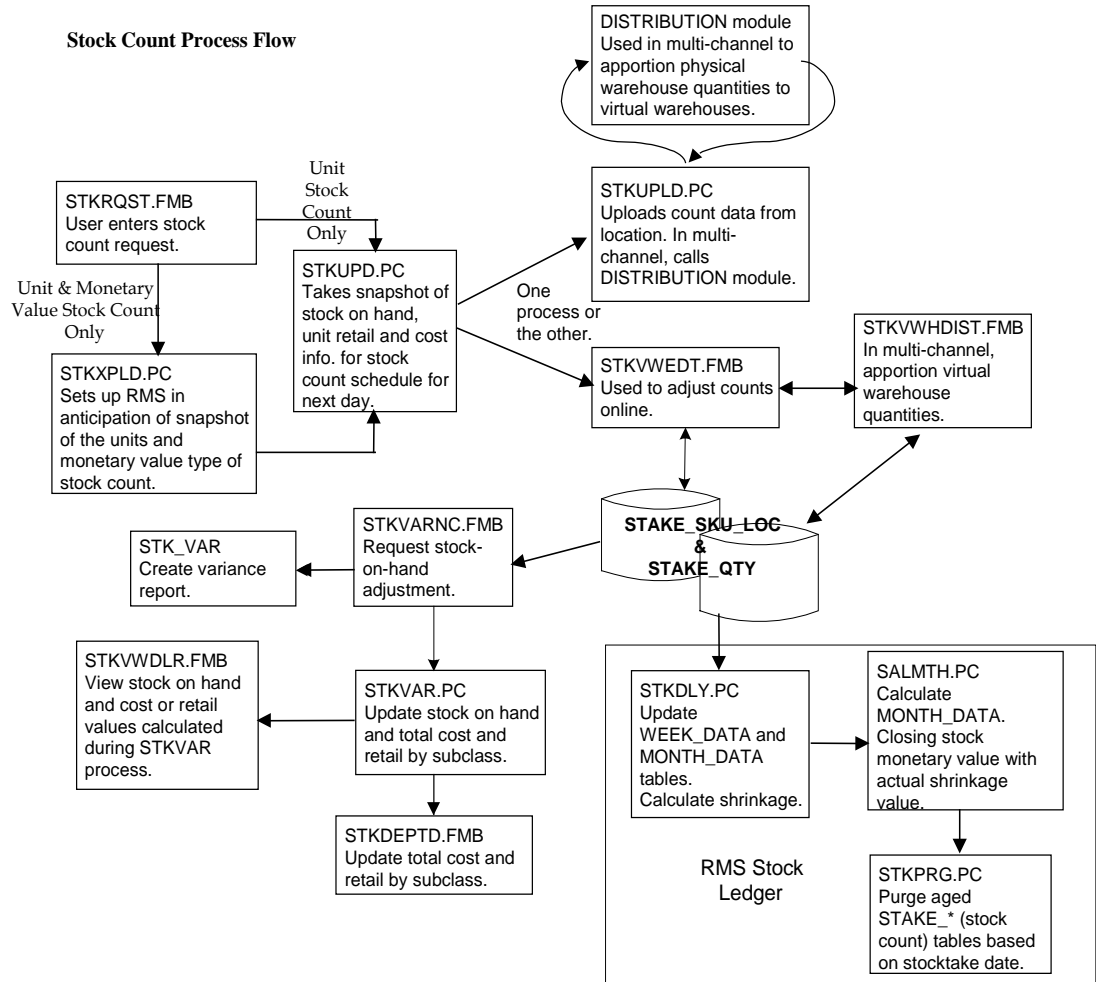 Stock Count Process Flow
DISTRIBUTION module
Used in multi-channel to
apportion physical
warehouse quantities to
virtual warehouses.
Unit
Stock
Count
Only
STKRQST.FMB
User enters stock
count request.
STKUPLD.PC
Uploads count data from
location. In multi-
channel, calls
DISTRIBUTION module.
STKUPD.PC
Takes snapshot of
stock on hand,
unit retail and cost
info. for stock
count schedule for
next day.
Unit & Monetary
Value Stock Count
Only
One
process or
the other.
STKXPLD.PC
Sets up RMS in
anticipation of snapshot
of the units and
monetary value type of
stock count.
STKVWEDT.FMB
Used to adjust counts
online.
STKVWHDIST.FMB
In multi-channel,
apportion virtual
warehouse
quantities.
STAKE_SKU_LOC
&
STAKE_QTY
STKVARNC.FMB
Request stock-
on-hand
adjustment.
STK_VAR
Create variance
report.
STKVWDLR.FMB
View stock on hand
and cost or retail
values calculated
during STKVAR
process.
STKVAR.PC
Update stock on hand
and total cost and
retail by subclass.
STKDEPTD.FMB
Update total cost and
retail by subclass.
STKDLY.PC
Update
WEEK_DATA and
MONTH_DATA
tables.
Calculate shrinkage.
SALMTH.PC
Calculate
MONTH_DATA.
Closing stock
monetary value with
actual shrinkage
value.
RMS Stock
Ledger
STKPRG.PC
Purge aged
STAKE_* (stock
count) tables based
on stocktake date.